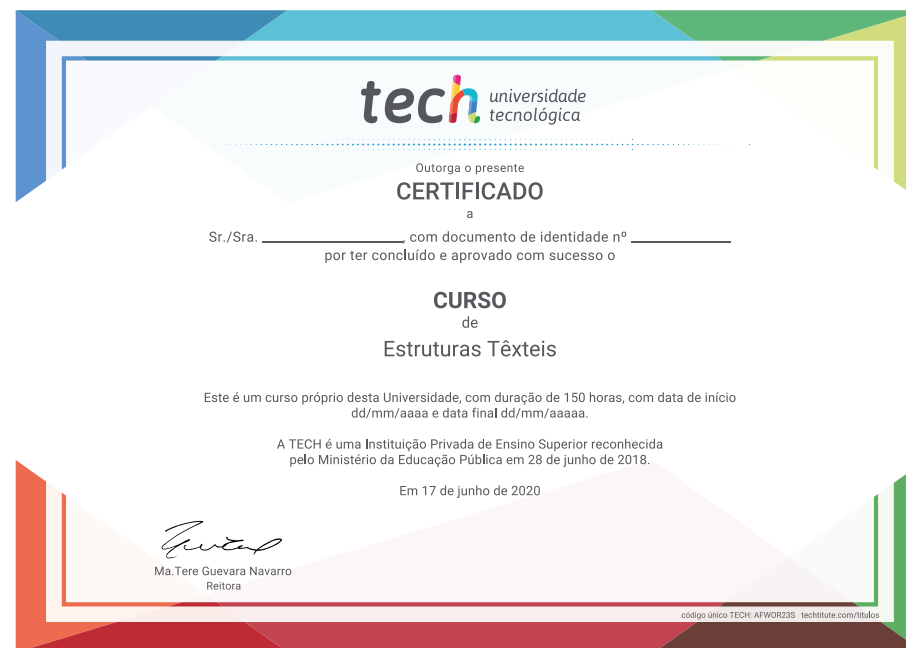 tech universidade
tecnológica
Outorga o presente
CERTIFICADO
a
Sr./Sra. ____________, com documento de identidade nº ____________
por ter concluído e aprovado com sucesso o
CURSO
de
Estruturas Têxteis
Este é um curso próprio desta Universidade, com duração de 150 horas, com data de início
dd/mm/aaaa e data final dd/mm/aaaaa.
A TECH é uma Instituição Privada de Ensino Superior reconhecida
pelo Ministério da Educação Pública em 28 de junho de 2018.
Em 17 de junho de 2020
Ma.Tere Guevara Navarro
Reitora
código único TECH: AFWOR23S techtitute.com/títulos